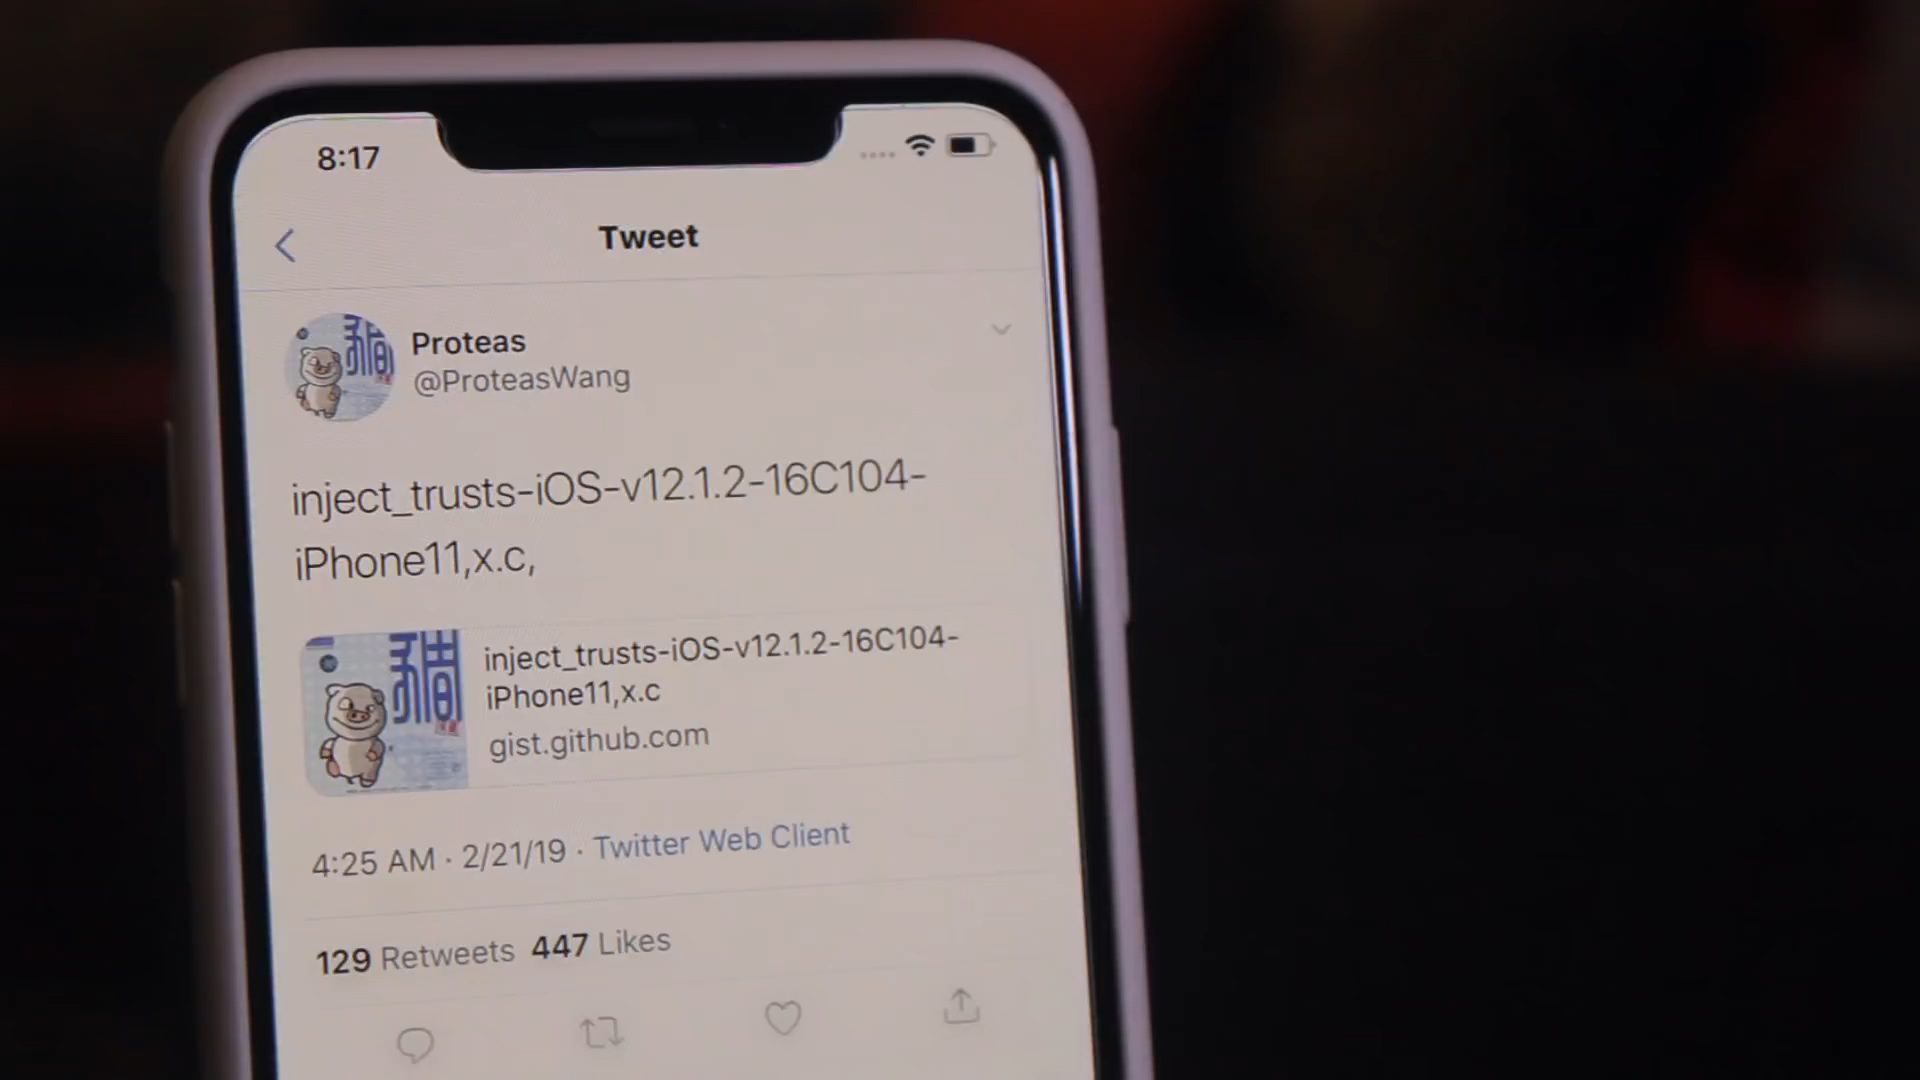 8:17
Tweet
Proteas
@ProteasWang
inject_trusts-iOS-v12.1.2-16C104-
iPhone11,x.c,
inject_trusts-iOS-v12.1.2-16C104-
iPhone11,x.c
gist.github.com
4:25 AM · 2/21/19 · Twitter Web Client
129 Retweets 447 Likes